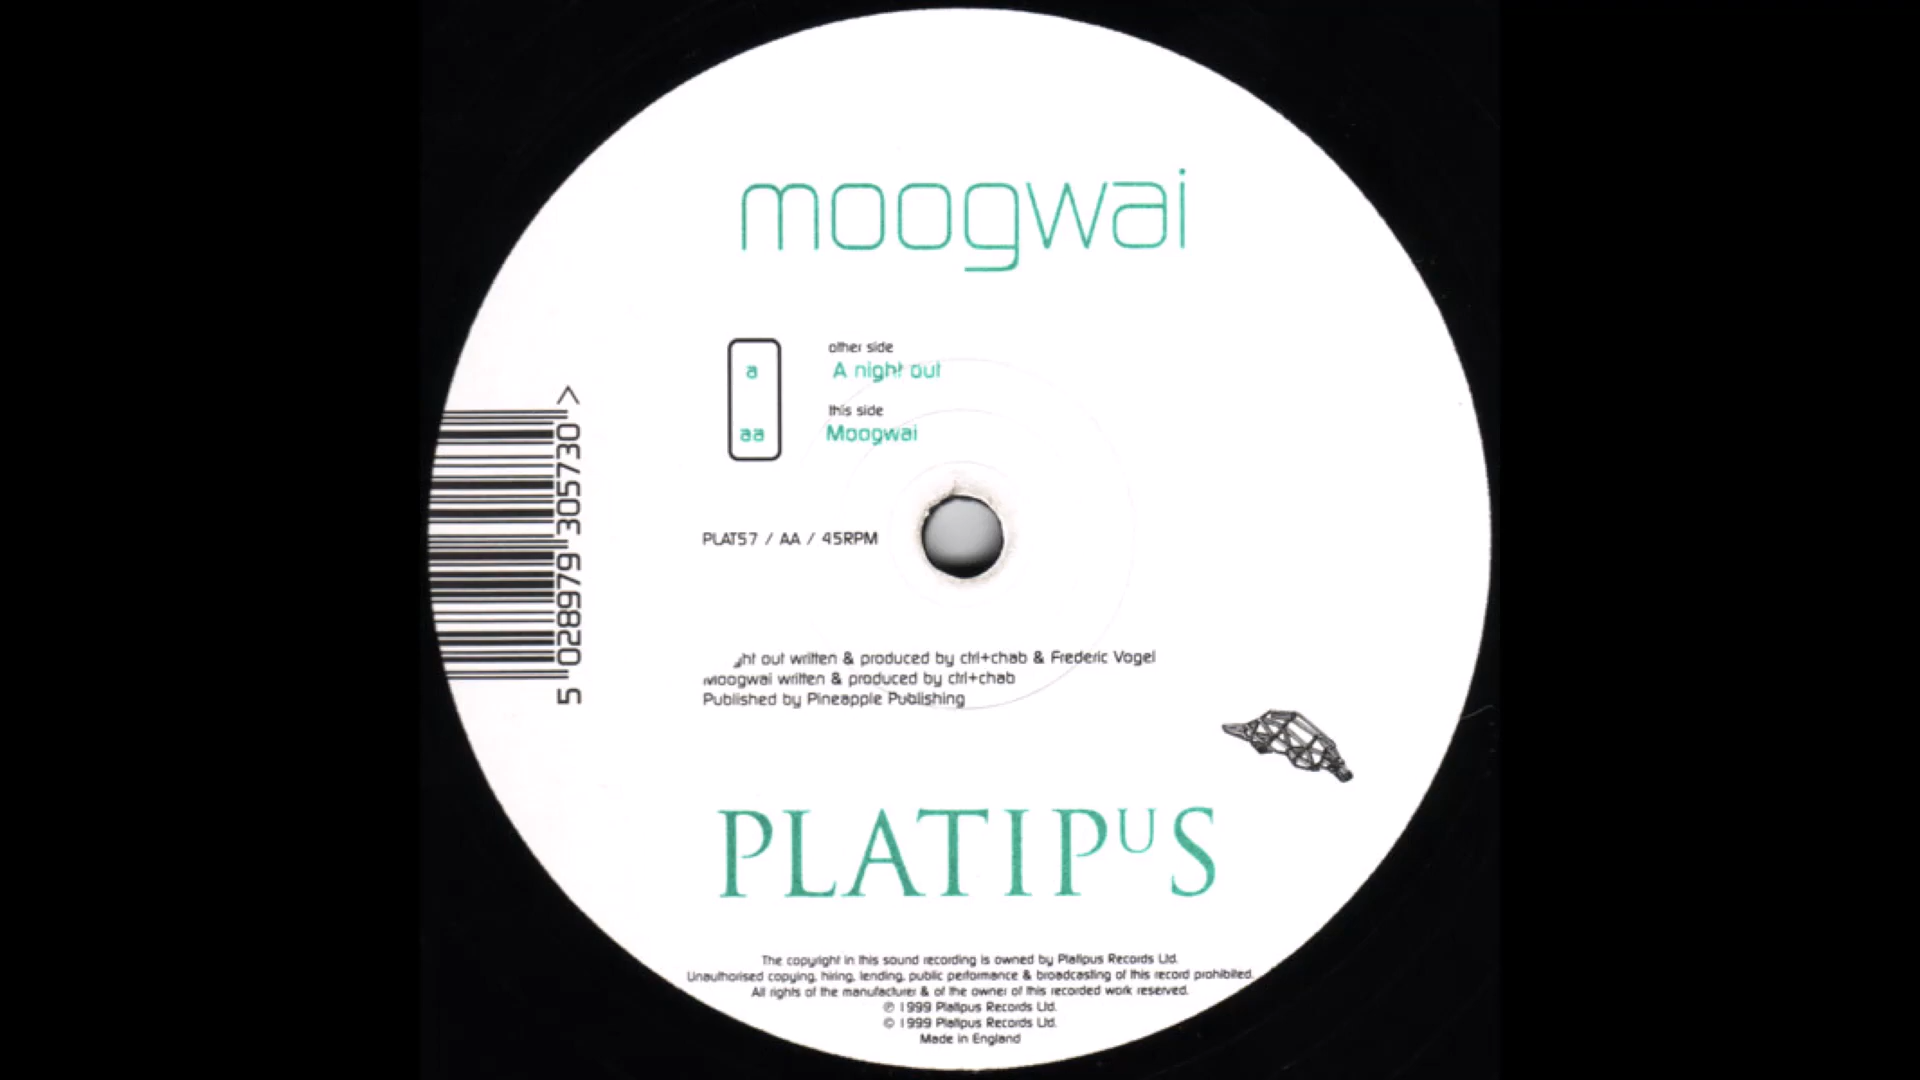 moogwai
other side
a A night out
this side
aa Moogwai
5 028979 305730 >
PLAT57 / AA / 45RPM
ht out written & produced by ctrl+chab & Frederic Vogel
Moogwai written & produced by ctrl+chab
Published by Pineapple Publishing
PLATIPUS
The copyright in this sound recording is owned by Platipus Records Ltd.
Unauthorised copying, hiring, lending, public performance & broadcasting of this record prohibited.
All rights of the manufacturer & of the owner of this recorded work reserved.
℗ 1999 Platipus Records Ltd.
© 1999 Platipus Records Ltd.
Made in England